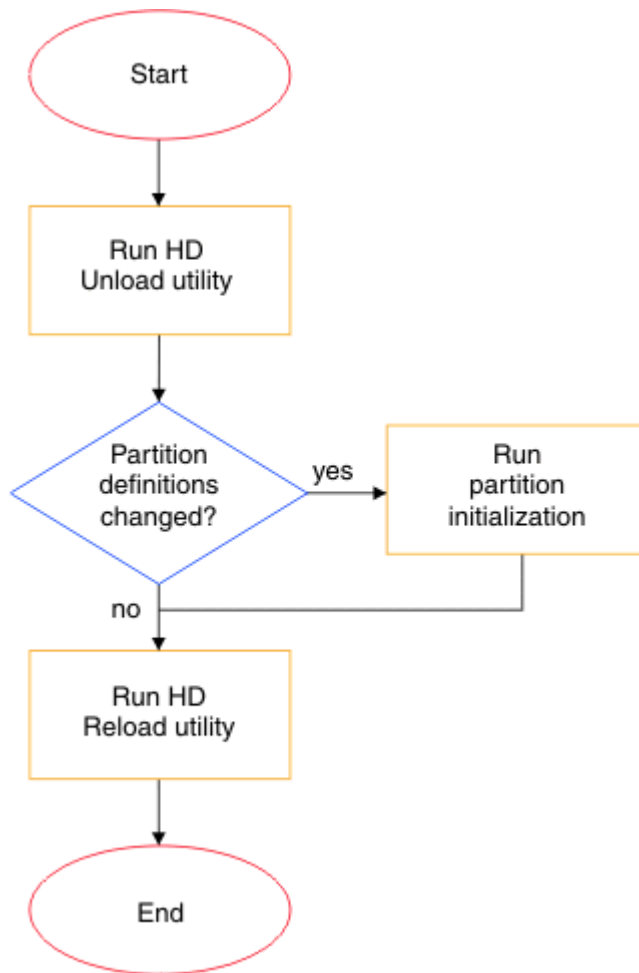 Start
Run HD
Unload utility
Partition
definitions
changed?
yes
Run
partition
initialization
no
Run HD
Reload utility
End